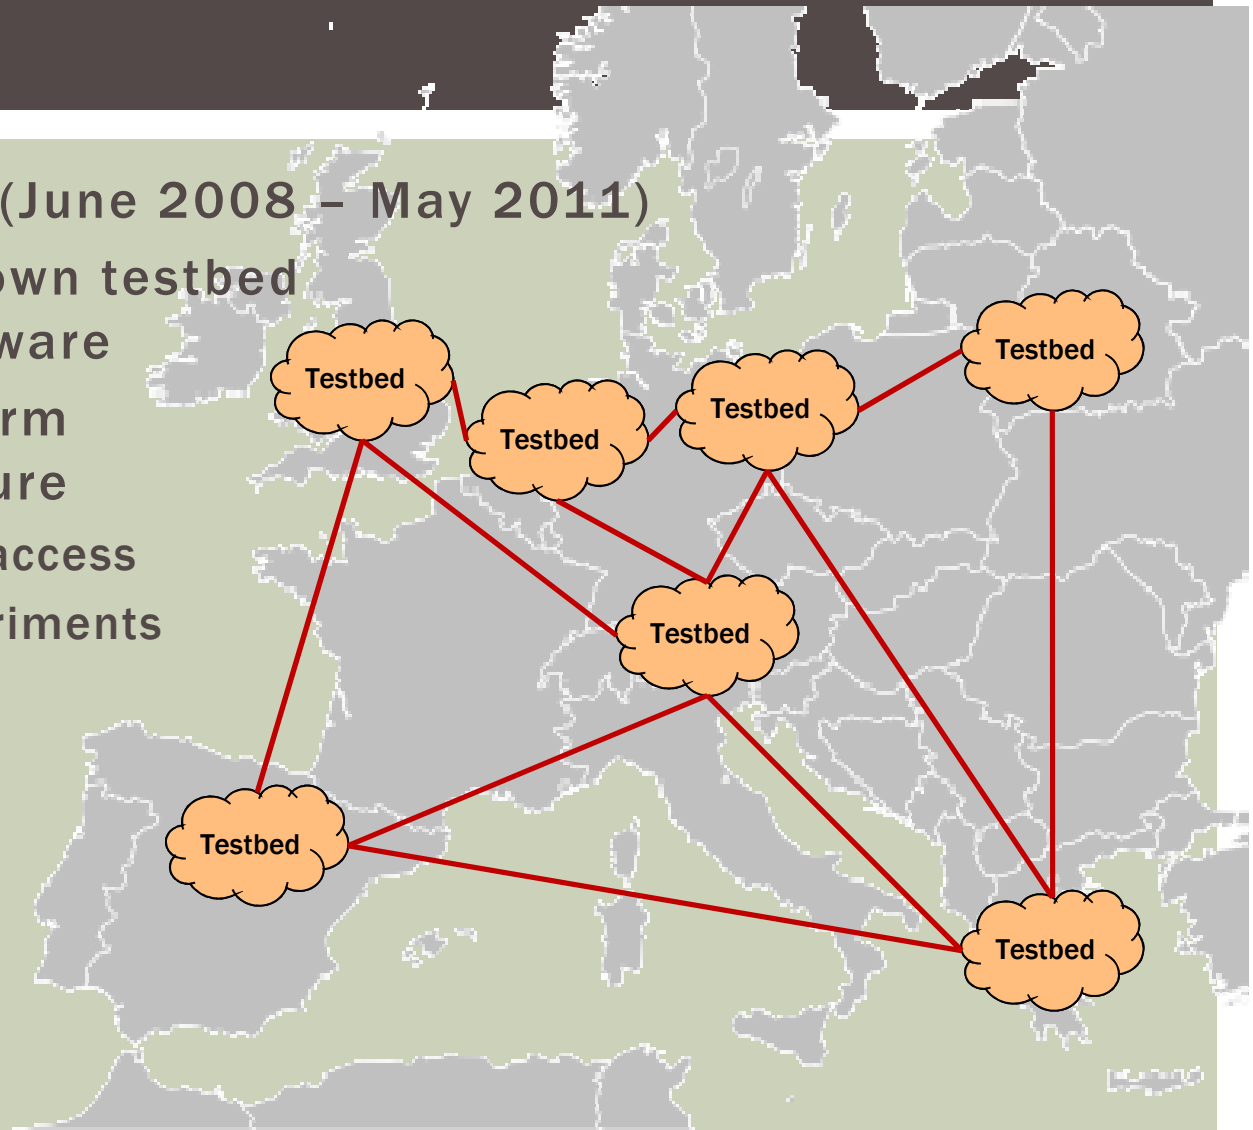 (June 2008 – May 2011)
own testbed
ware
rm
ure
access
riments
Testbed
Testbed
Testbed
Testbed
Testbed
Testbed
Testbed